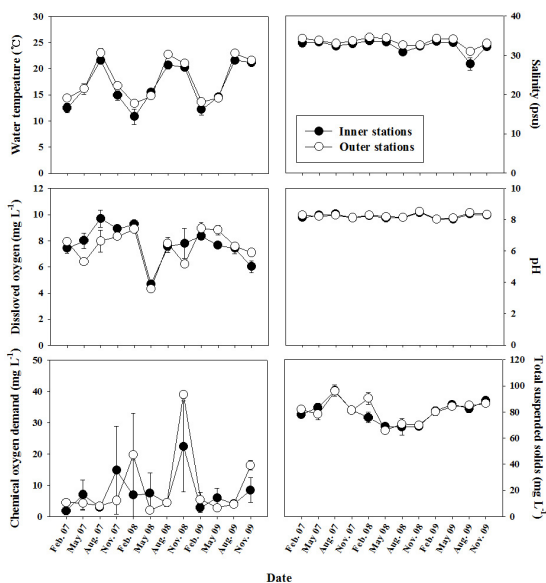 Water tempeature (℃)
30
25
20
15
10
5
0
40
30
20
10
0
Salinity (psu)
Inner stations
Outer stations
Dissloved oxygen (mg L-1)
12
10
8
6
4
2
0
10
8
6
4
2
0
pH
Chemical oxygen demand (mg L-1)
50
40
30
20
10
0
120
100
80
60
40
20
0
Total suspended solids (mg L-1)
Feb. 07
May 07
Aug. 07
Nov. 07
Feb. 08
May 08
Aug. 08
Nov. 08
Feb. 09
May 09
Aug. 09
Nov. 09
Feb. 07
May 07
Aug. 07
Nov. 07
Feb. 08
May 08
Aug. 08
Nov. 08
Feb. 09
May 09
Aug. 09
Nov. 09
Date